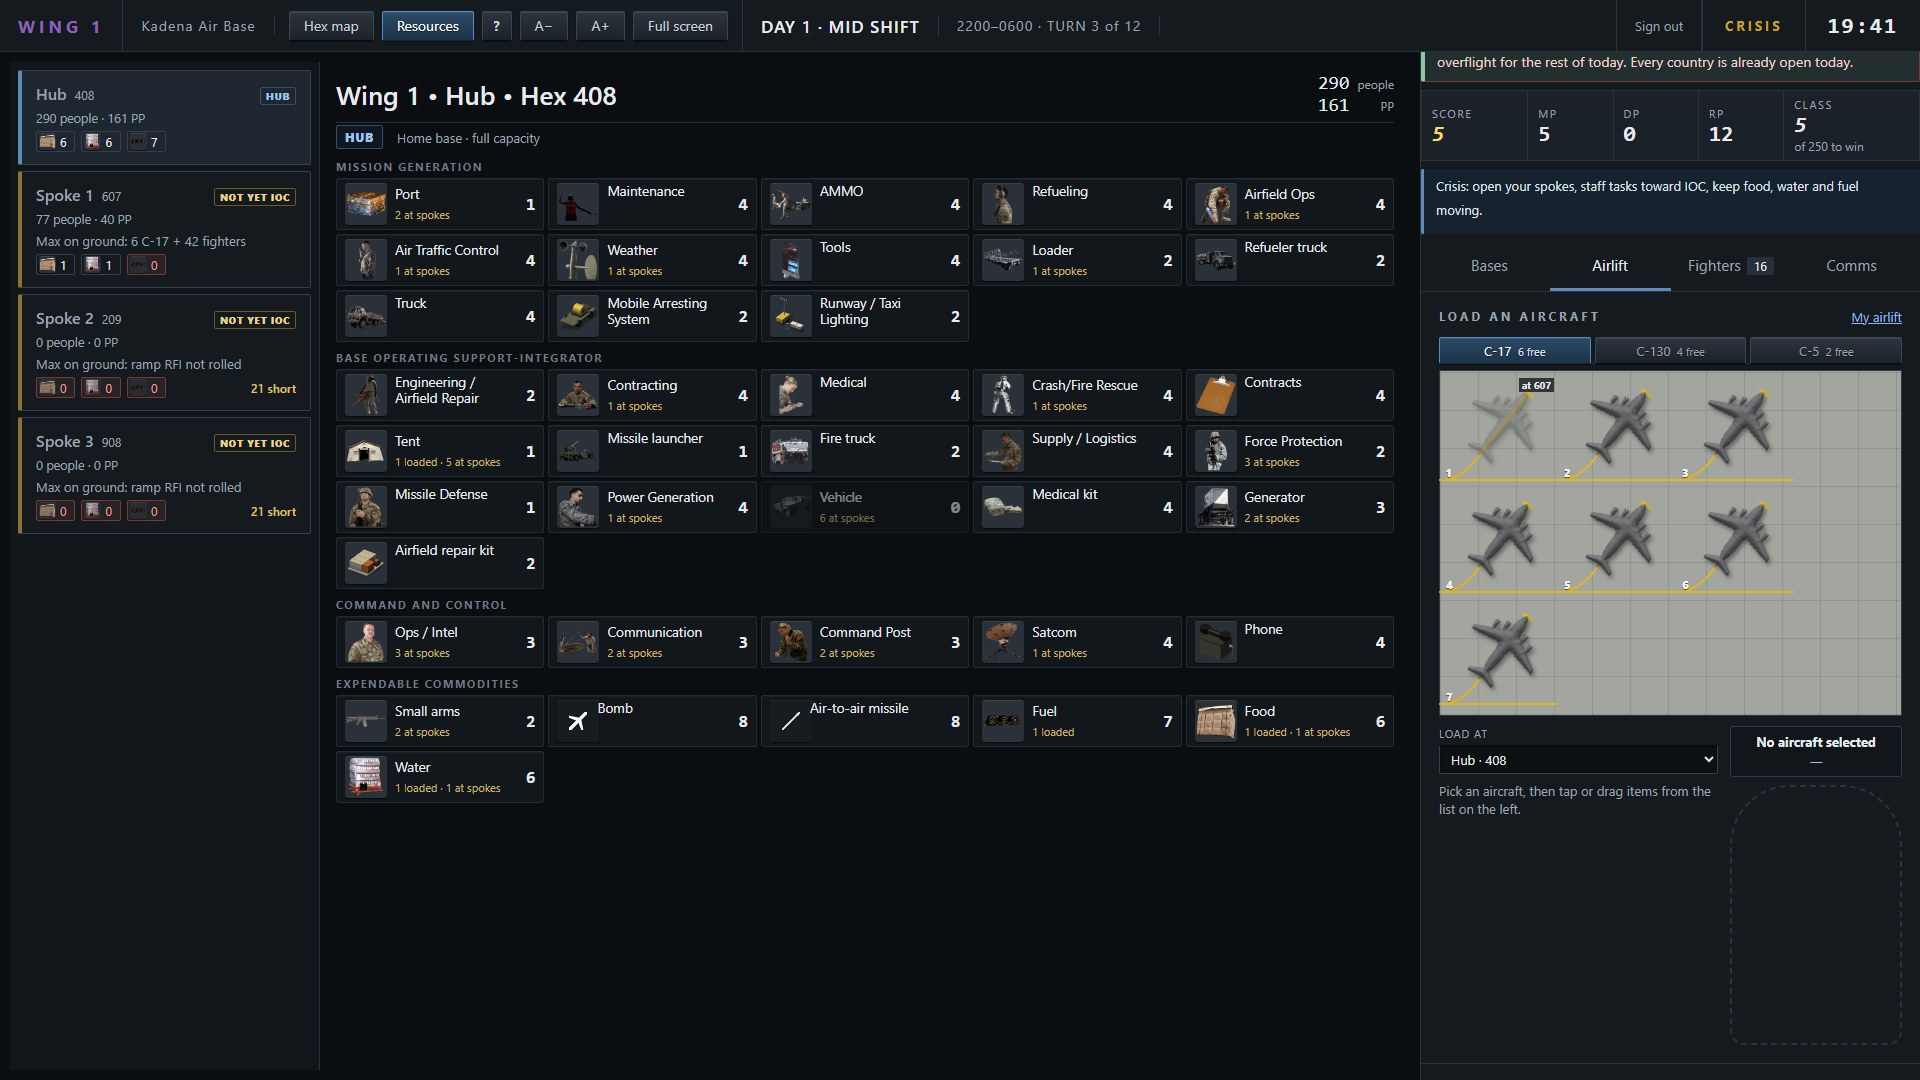 WING 1
Kadena Air Base
Hex map
Resources
?
A−
A+
Full screen
DAY 1 · MID SHIFT
2200–0600 · TURN 3 of 12
Sign out
CRISIS
19:41
Hub 408
HUB
290 people · 161 PP
6
6
7
Spoke 1 607
NOT YET IOC
77 people · 40 PP
Max on ground: 6 C-17 + 42 fighters
1
1
0
Spoke 2 209
NOT YET IOC
0 people · 0 PP
Max on ground: ramp RFI not rolled
0
0
0
21 short
Spoke 3 908
NOT YET IOC
0 people · 0 PP
Max on ground: ramp RFI not rolled
0
0
0
21 short
Wing 1 • Hub • Hex 408
290 people
161 PP
HUB
Home base · full capacity
MISSION GENERATION
Port
2 at spokes
1
Maintenance
4
AMMO
4
Refueling
4
Airfield Ops
1 at spokes
4
Air Traffic Control
1 at spokes
4
Weather
1 at spokes
4
Tools
4
Loader
1 at spokes
2
Refueler truck
2
Truck
4
Mobile Arresting
System
2
Runway / Taxi
Lighting
2
BASE OPERATING SUPPORT-INTEGRATOR
Engineering /
Airfield Repair
2
Contracting
1 at spokes
4
Medical
4
Crash/Fire Rescue
1 at spokes
4
Contracts
4
Tent
1 loaded · 5 at spokes
1
Missile launcher
1
Fire truck
2
Supply / Logistics
4
Force Protection
3 at spokes
2
Missile Defense
1
Power Generation
1 at spokes
4
Vehicle
6 at spokes
0
Medical kit
4
Generator
2 at spokes
3
Airfield repair kit
2
COMMAND AND CONTROL
Ops / Intel
3 at spokes
3
Communication
2 at spokes
3
Command Post
2 at spokes
3
Satcom
1 at spokes
4
Phone
4
EXPENDABLE COMMODITIES
Small arms
2 at spokes
2
Bomb
8
Air-to-air missile
8
Fuel
1 loaded
7
Food
1 loaded · 1 at spokes
6
Water
1 loaded · 1 at spokes
6
overflight for the rest of today. Every country is already open today.
SCORE
5
MP
5
DP
0
RP
12
CLASS
5
of 250 to win
Crisis: open your spokes, staff tasks toward IOC, keep food, water and fuel
moving.
Bases
Airlift
Fighters 16
Comms
LOAD AN AIRCRAFT
My airlift
C-17 6 free
C-130 4 free
C-5 2 free
at 607
1
2
3
4
5
6
7
LOAD AT
Hub · 408
Pick an aircraft, then tap or drag items from the
list on the left.
No aircraft selected
—